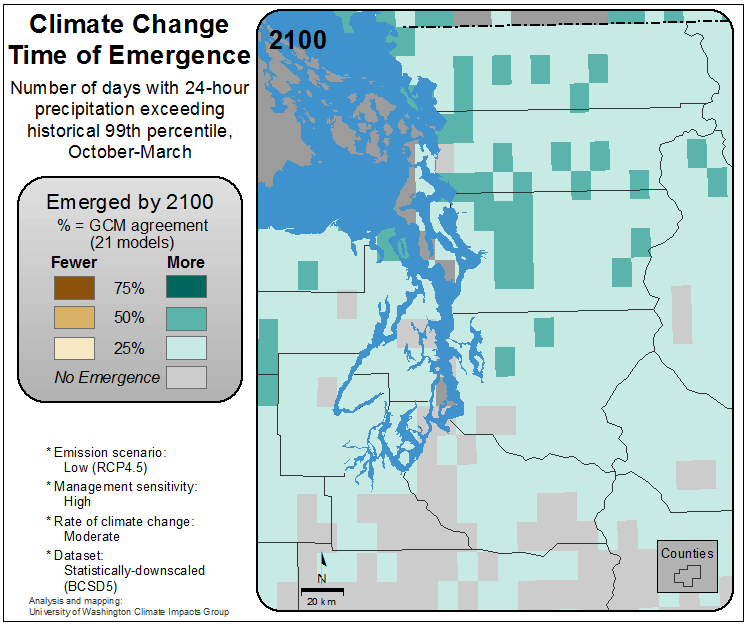 Climate Change
Time of Emergence
Number of days with 24-hour
precipitation exceeding
historical 99th percentile,
October-March
Emerged by 2100
% = GCM agreement
(21 models)
Fewer More
75%
50%
25%
No Emergence
* Emission scenario:
Low (RCP4.5)
* Management sensitivity:
High
* Rate of climate change:
Moderate
* Dataset:
Statistically-downscaled
(BCSD5)
Analysis and mapping:
University of Washington Climate Impacts Group
2100
N
20 km
Counties